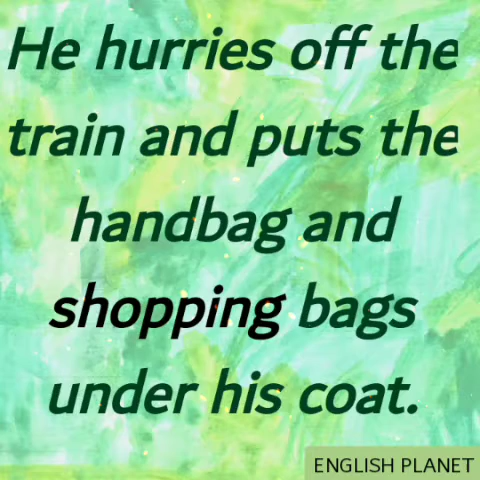 He hurries off the
train and puts the
handbag and
shopping bags
under his coat.
ENGLISH PLANET